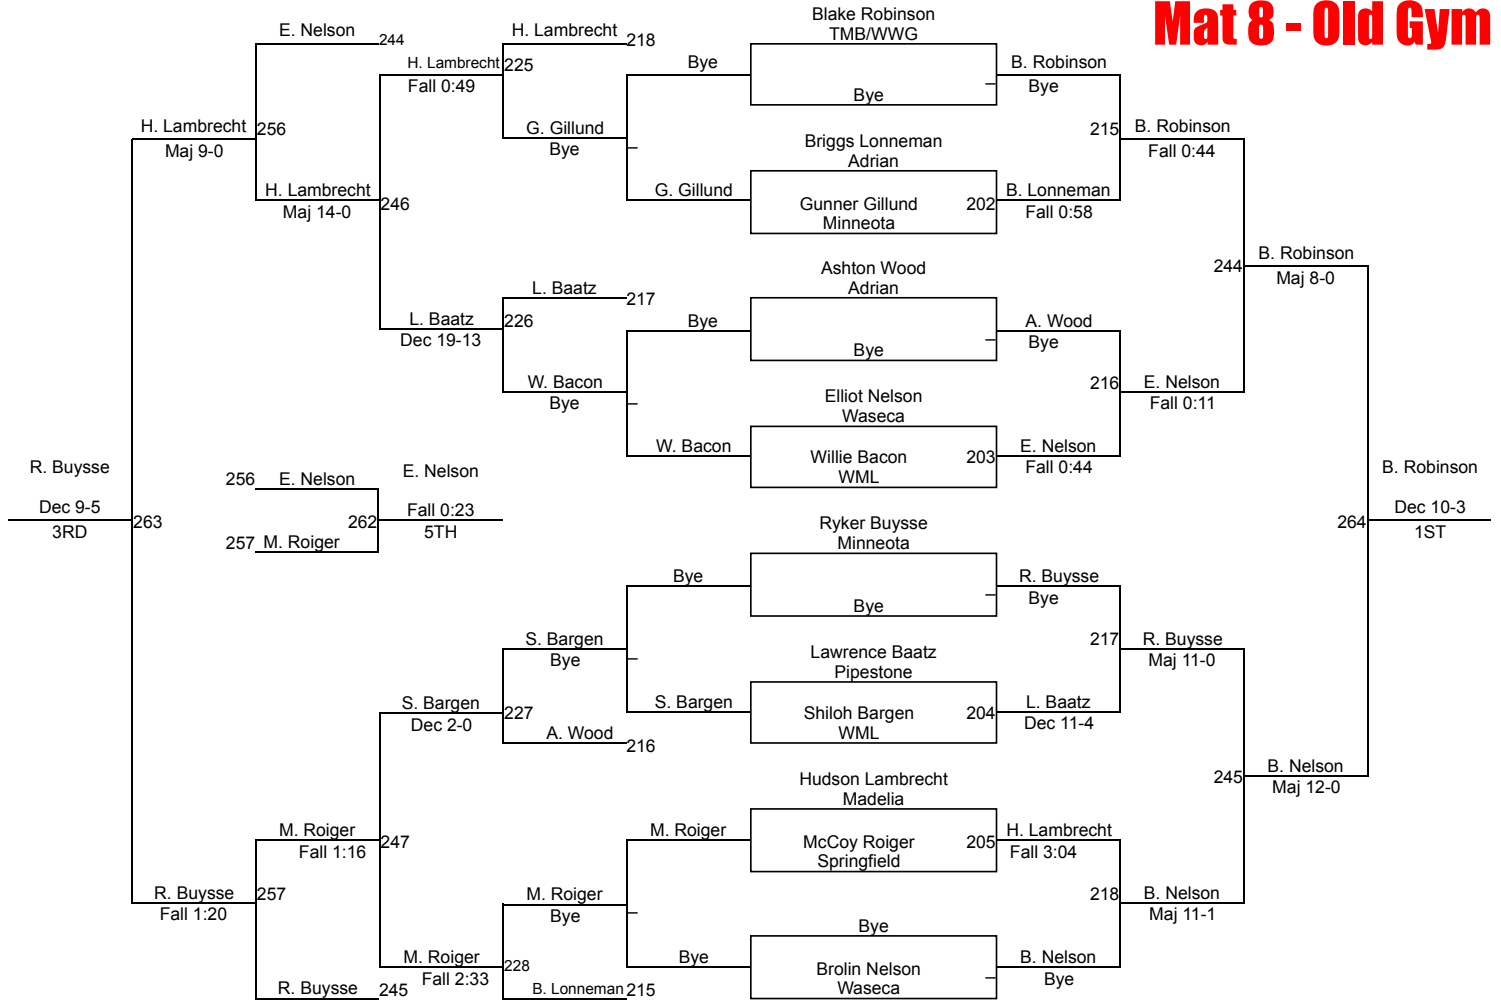 Mat 8 - Old Gym
Blake Robinson
TMB/WWG
E. Nelson
244
H. Lambrecht
218
H. Lambrecht
225
Fall 0:49
Bye
Bye
B. Robinson
Bye
H. Lambrecht
256
Maj 9-0
G. Gillund
Bye
Briggs Lonneman
Adrian
215
B. Robinson
Fall 0:44
H. Lambrecht
Maj 14-0
246
G. Gillund
Gunner Gillund
Minneota
202
B. Lonneman
Fall 0:58
Ashton Wood
Adrian
244
B. Robinson
Maj 8-0
L. Baatz
217
L. Baatz
226
Dec 19-13
Bye
Bye
A. Wood
Bye
W. Bacon
Bye
Elliot Nelson
Waseca
216
E. Nelson
Fall 0:11
W. Bacon
Willie Bacon
WML
203
E. Nelson
Fall 0:44
R. Buysse
Dec 9-5
3RD
263
256
E. Nelson
257
M. Roiger
262
E. Nelson
Fall 0:23
5TH
B. Robinson
Dec 10-3
1ST
264
Ryker Buysse
Minneota
Bye
Bye
R. Buysse
Bye
S. Bargen
Bye
Lawrence Baatz
Pipestone
217
R. Buysse
Maj 11-0
S. Bargen
Dec 2-0
227
S. Bargen
Shiloh Bargen
WML
204
L. Baatz
Dec 11-4
A. Wood
216
Hudson Lambrecht
Madelia
245
B. Nelson
Maj 12-0
M. Roiger
Fall 1:16
247
M. Roiger
McCoy Roiger
Springfield
205
H. Lambrecht
Fall 3:04
R. Buysse
Fall 1:20
257
M. Roiger
Bye
Bye
218
B. Nelson
Maj 11-1
M. Roiger
Fall 2:33
228
Bye
Brolin Nelson
Waseca
B. Nelson
Bye
R. Buysse
245
B. Lonneman
215